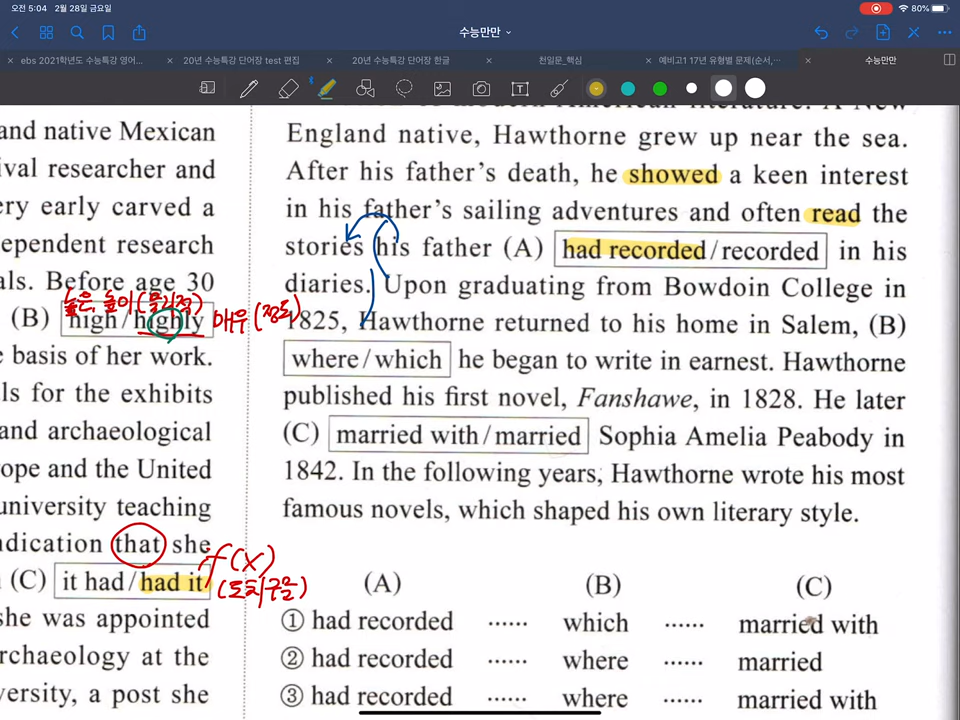 오전 5:04 2월 28일 금요일
80%
수능만만
ebs 2021학년도 수능특강 영어...
20년 수능특강 단어장 test 편집
20년 수능특강 단어장 한글
천일문_핵심
예비고1 17년 유형별 문제(순서,...
수능만만
and native Mexican
ival researcher and
ery early carved a
ependent research
als. Before age 30
높은, 높이(물리적)
(B) high/highly 매우(정도)
e basis of her work.
ls for the exhibits
and archaeological
rope and the United
university teaching
ndication that she
f(x)
(C) it had/had it
(도치구문)
she was appointed
rchaeology at the
versity, a post she
modern American literature. A New
England native, Hawthorne grew up near the sea.
After his father's death, he showed a keen interest
in his father's sailing adventures and often read the
stories his father (A) had recorded/recorded in his
diaries. Upon graduating from Bowdoin College in
1825, Hawthorne returned to his home in Salem, (B)
where/which he began to write in earnest. Hawthorne
published his first novel, Fanshawe, in 1828. He later
(C) married with/married Sophia Amelia Peabody in
1842. In the following years, Hawthorne wrote his most
famous novels, which shaped his own literary style.
(A) (B) (C)
① had recorded ...... which ...... married with
② had recorded ...... where ...... married
③ had recorded ...... where ...... married with